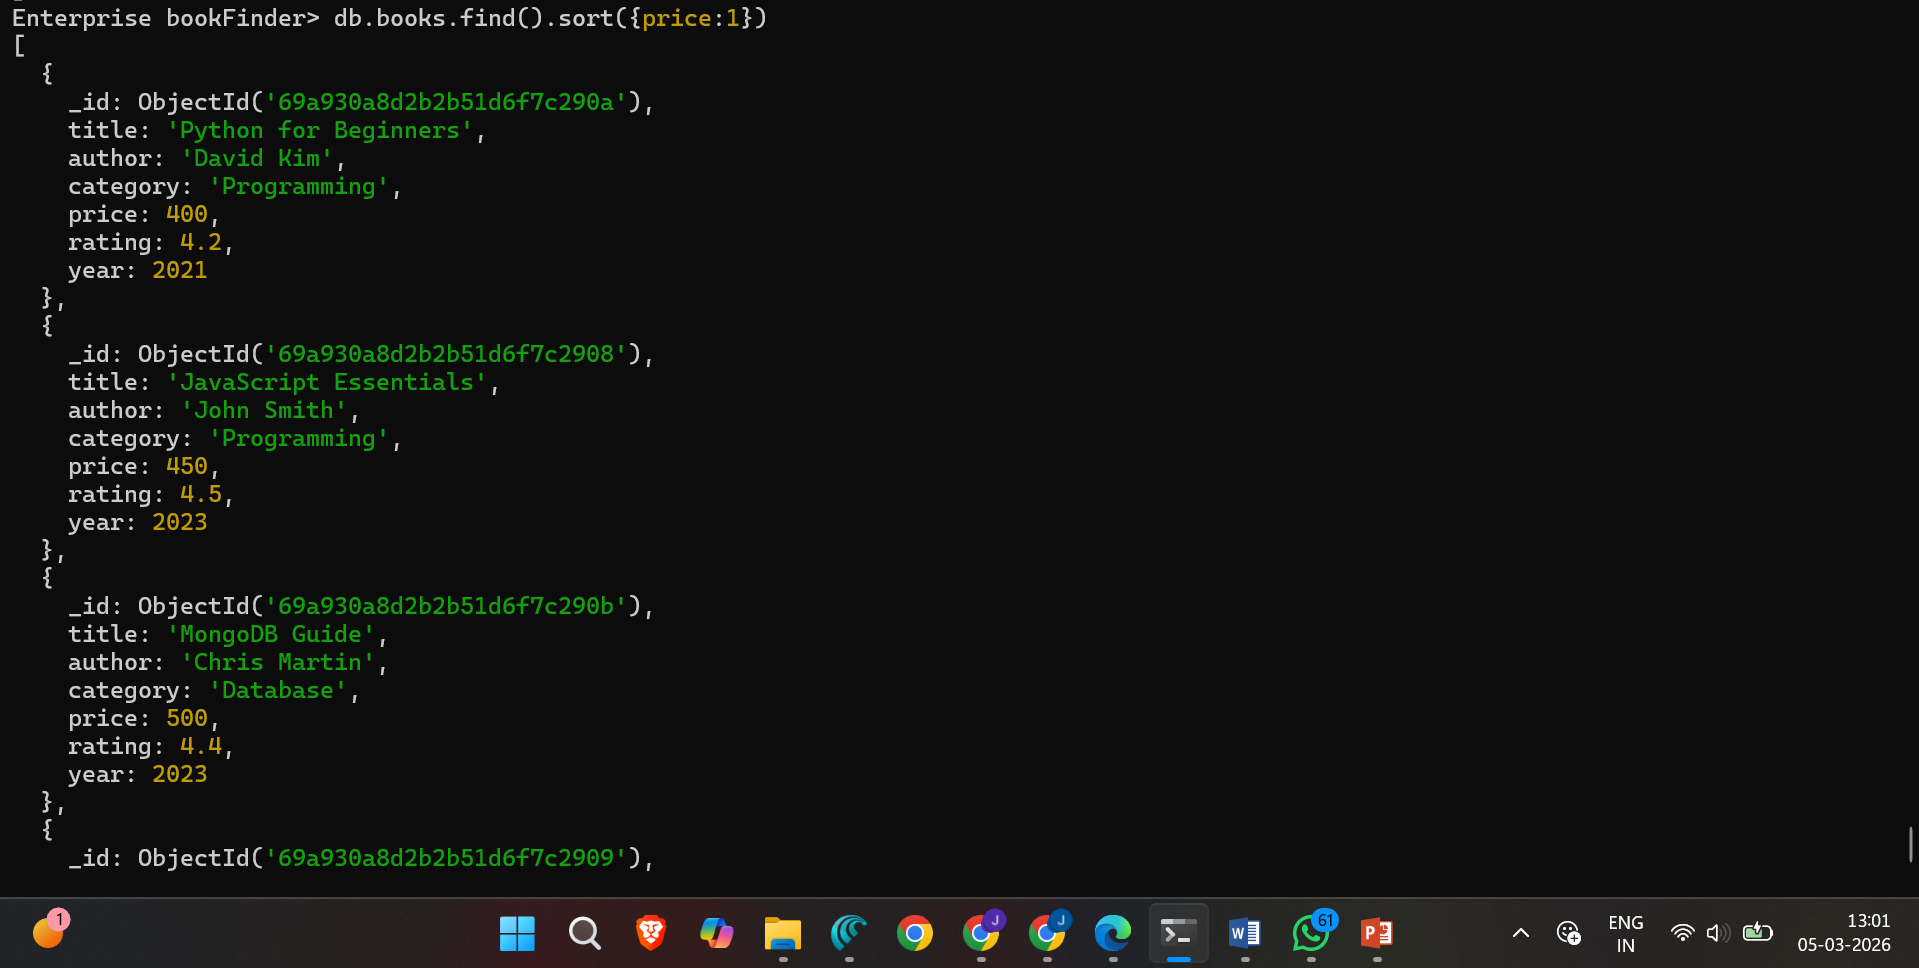 Enterprise bookFinder> db.books.find().sort({price:1})
[
  {
    _id: ObjectId('69a930a8d2b2b51d6f7c290a'),
    title: 'Python for Beginners',
    author: 'David Kim',
    category: 'Programming',
    price: 400,
    rating: 4.2,
    year: 2021
  },
  {
    _id: ObjectId('69a930a8d2b2b51d6f7c2908'),
    title: 'JavaScript Essentials',
    author: 'John Smith',
    category: 'Programming',
    price: 450,
    rating: 4.5,
    year: 2023
  },
  {
    _id: ObjectId('69a930a8d2b2b51d6f7c290b'),
    title: 'MongoDB Guide',
    author: 'Chris Martin',
    category: 'Database',
    price: 500,
    rating: 4.4,
    year: 2023
  },
  {
    _id: ObjectId('69a930a8d2b2b51d6f7c2909'),
1
J
J
W
61
P
ENG
IN
13:01
05-03-2026